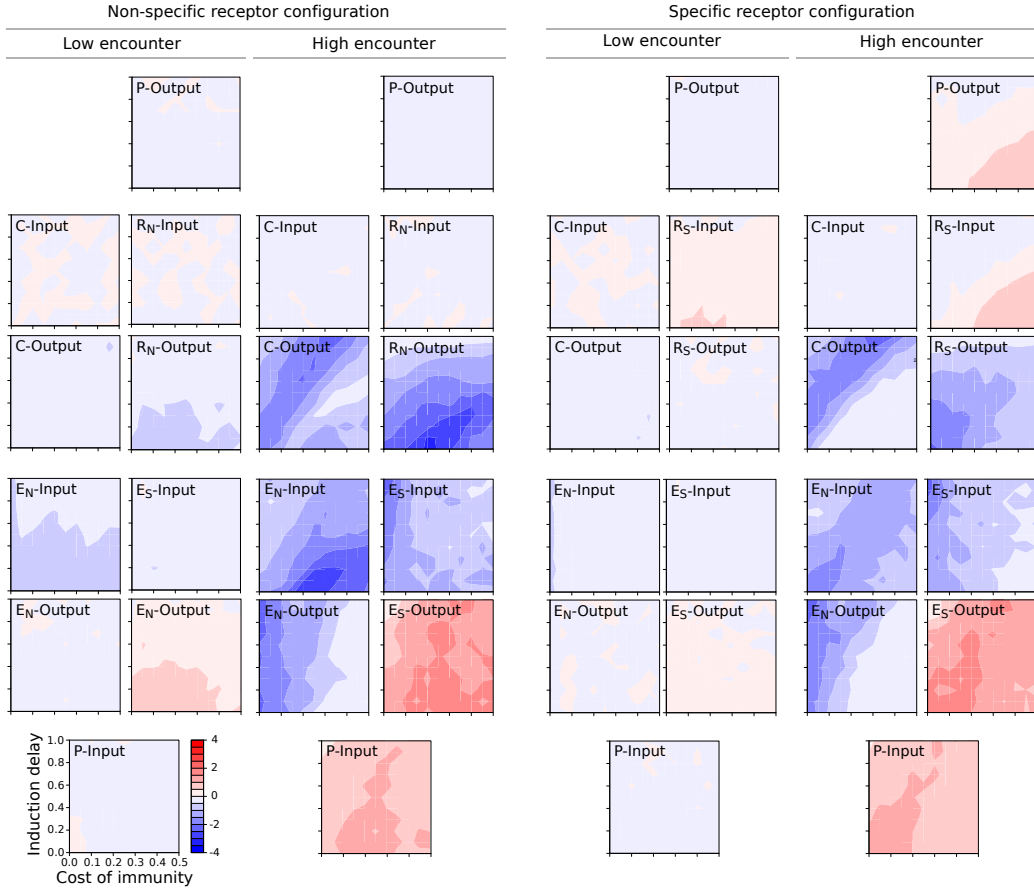 Non-specific receptor configuration
Specific receptor configuration
Low encounter
High encounter
Low encounter
High encounter
P-Output
P-Output
P-Output
P-Output
C-Input
R_N-Input
C-Input
R_N-Input
C-Input
R_S-Input
C-Input
R_S-Input
C-Output
R_N-Output
C-Output
R_N-Output
C-Output
R_S-Output
C-Output
R_S-Output
E_N-Input
E_S-Input
E_N-Input
E_S-Input
E_N-Input
E_S-Input
E_N-Input
E_S-Input
E_N-Output
E_N-Output
E_N-Output
E_S-Output
E_N-Output
E_S-Output
E_N-Output
E_S-Output
P-Input
P-Input
P-Input
P-Input
Induction delay
1.0
0.8
0.6
0.4
0.2
0.0
4
2
0
-2
-4
0.0 0.1 0.2 0.3 0.4 0.5
Cost of immunity